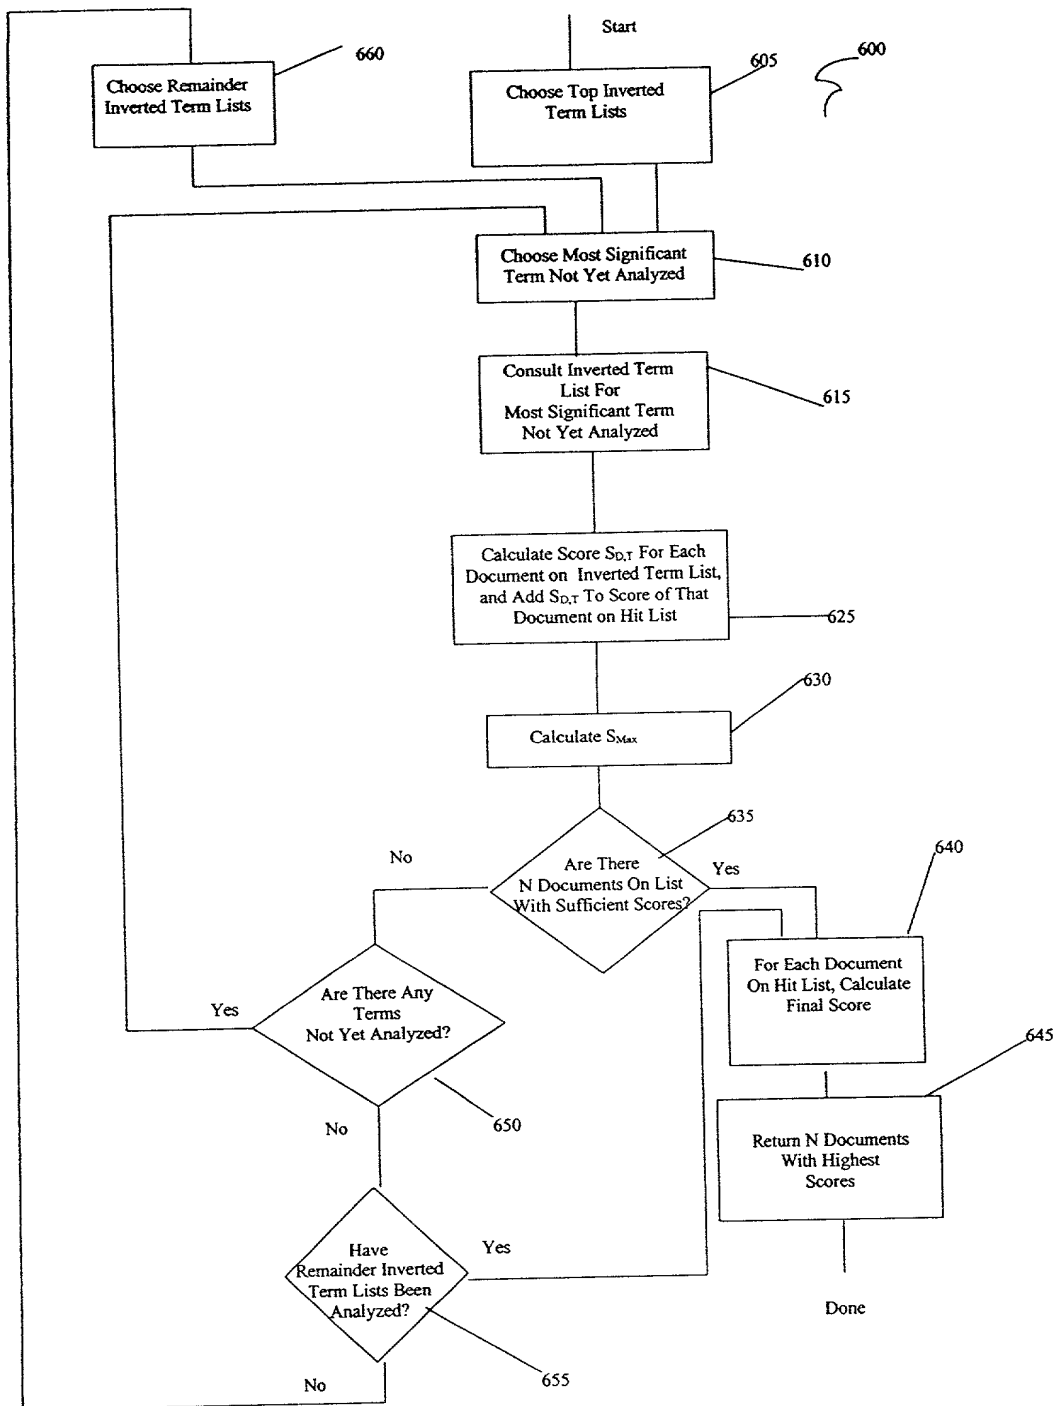 Start
660
605
600
Choose Remainder
Inverted Term Lists
Choose Top Inverted
Term Lists
Choose Most Significant
Term Not Yet Analyzed
610
Consult Inverted Term
List For
Most Significant Term
Not Yet Analyzed
615
Calculate Score SD,T For Each
Document on Inverted Term List,
and Add SD,T To Score of That
Document on Hit List
625
630
Calculate SMax
635
No
Are There
N Documents On List
With Sufficient Scores?
Yes
640
For Each Document
On Hit List, Calculate
Final Score
Yes
Are There Any
Terms
Not Yet Analyzed?
645
650
No
Return N Documents
With Highest
Scores
Have
Remainder Inverted
Term Lists Been
Analyzed?
Yes
Done
655
No